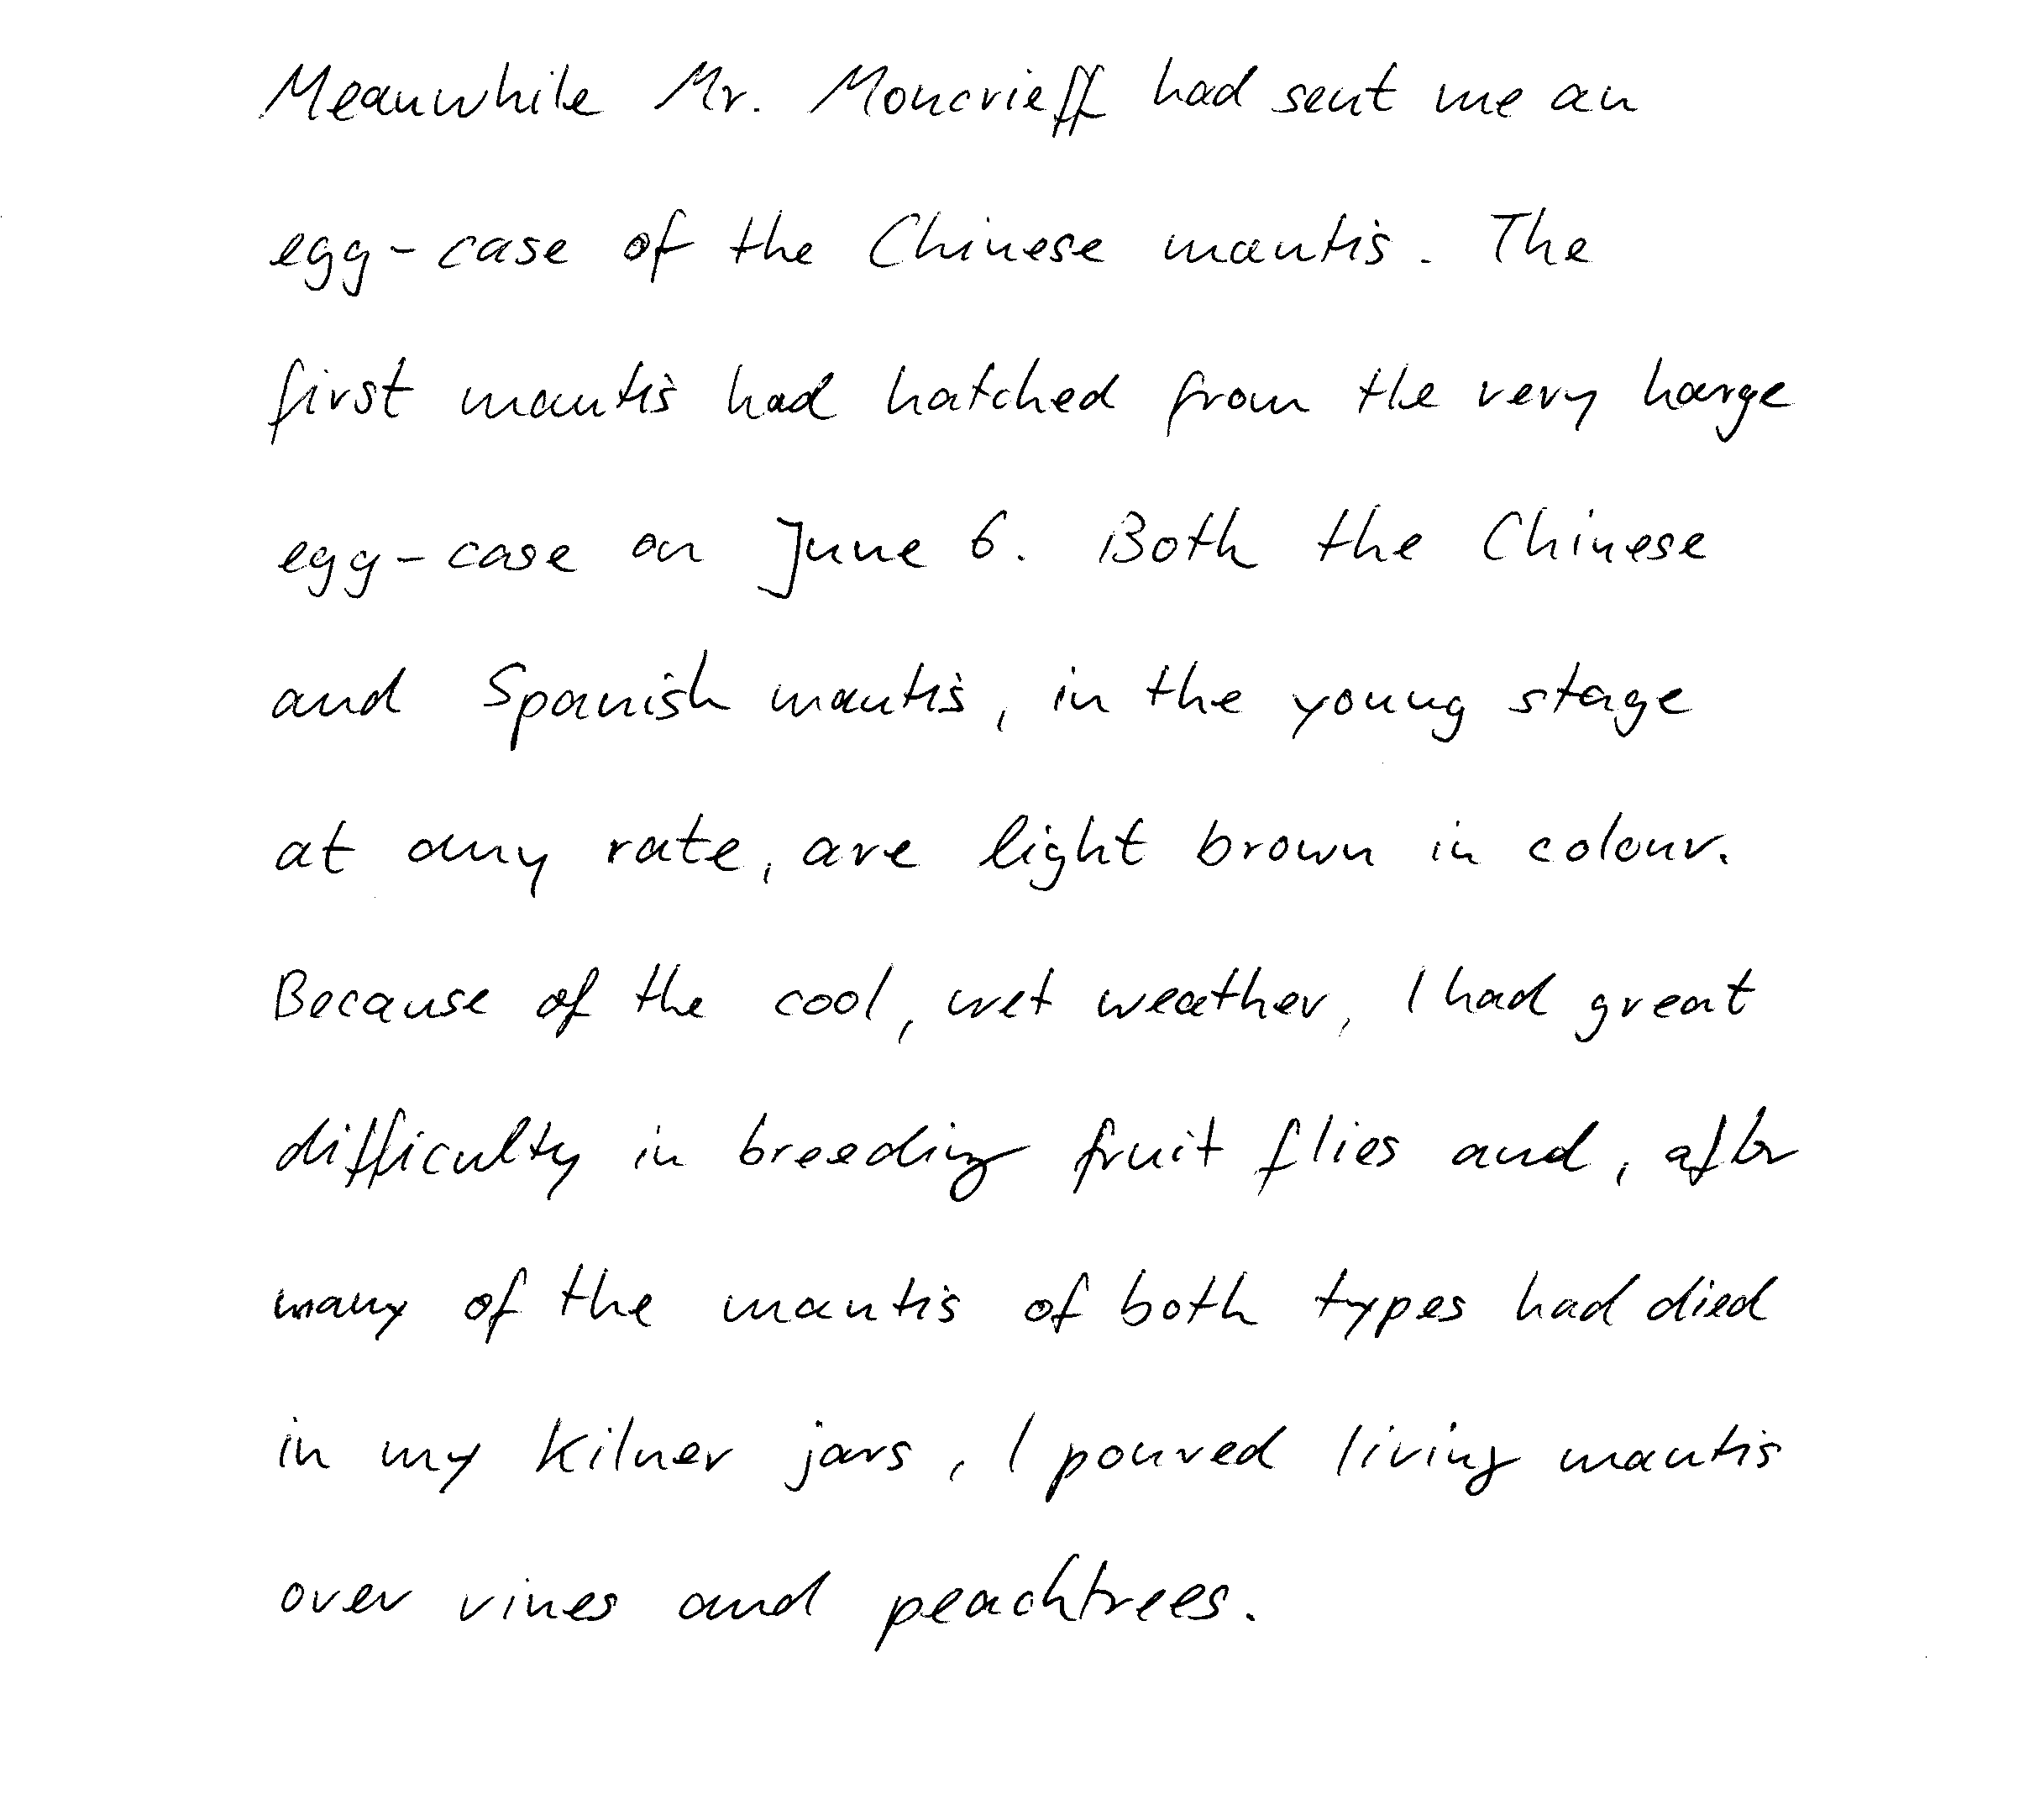 Meanwhile Mr. Moncrieff had sent me an
egg-case of the Chinese mantis. The
first mantis had hatched from the very harge
egg-case on June 6. Both the Chinese
and Spanish mantis, in the young stage
at any rate, are light brown in colour.
Because of the cool, wet weather, I had great
difficulty in breeding fruit flies and, after
many of the mantis of both types had died
in my Kilner jars, I poured living mantis
over vines and peachtrees.